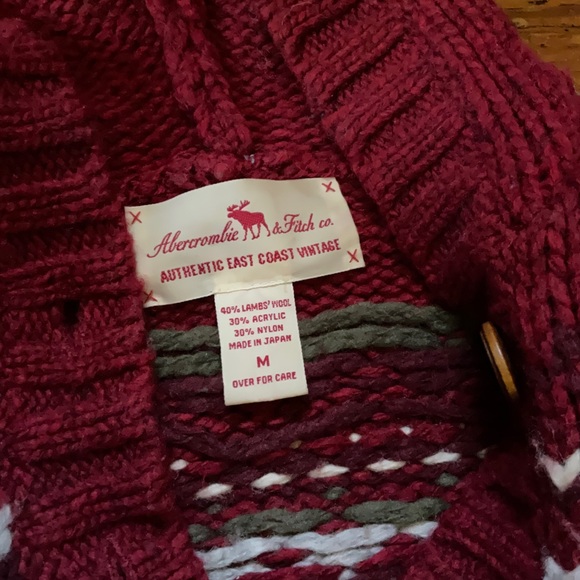 Abercrombie & Fitch co.
AUTHENTIC EAST COAST VINTAGE
40% LAMBS' WOOL
30% ACRYLIC
30% NYLON
MADE IN JAPAN
M
OVER FOR CARE